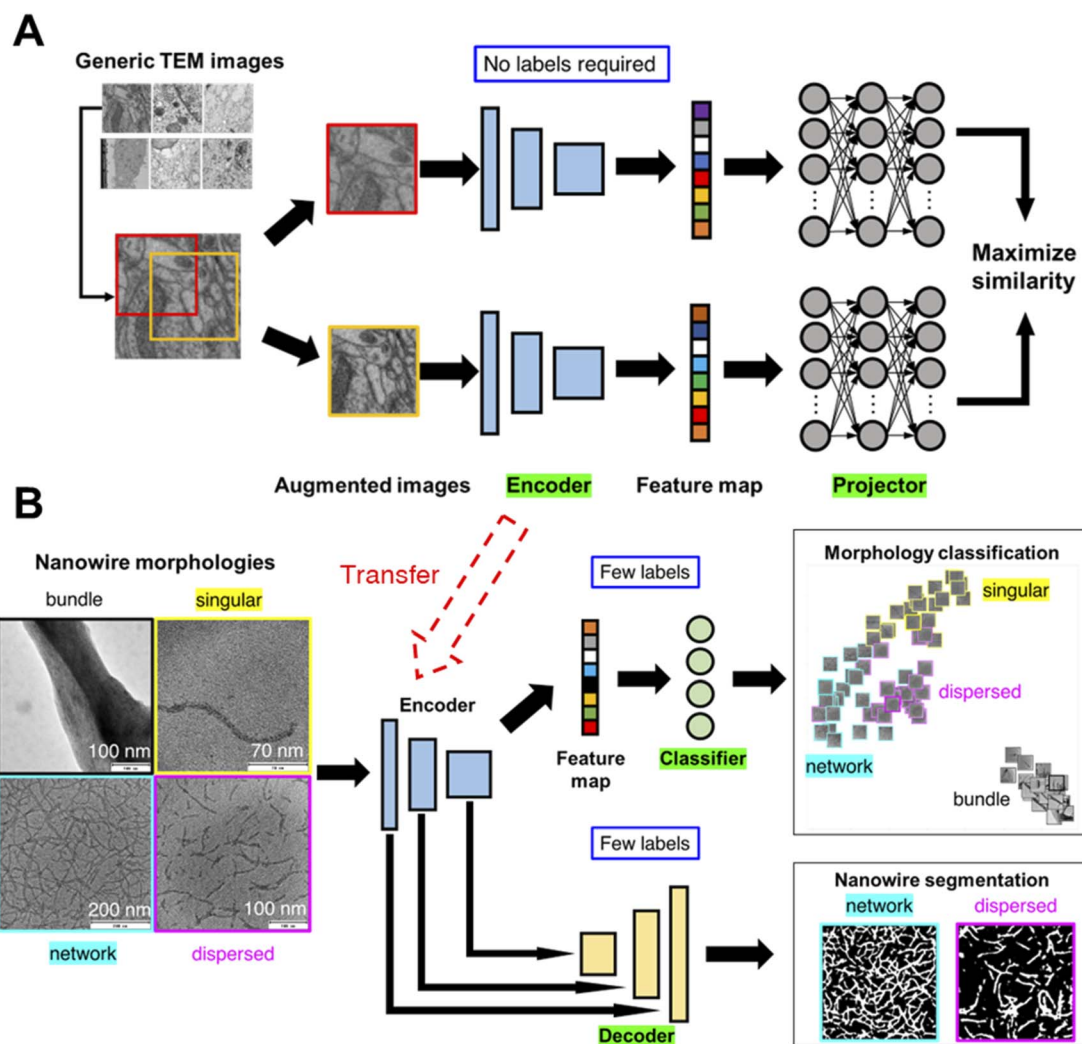 A
Generic TEM images
No labels required
Maximize
similarity
Augmented images
Encoder
Feature map
Projector
B
Nanowire morphologies
bundle
singular
100 nm
70 nm
200 nm
100 nm
network
dispersed
Transfer
Encoder
Few labels
Feature
map
Classifier
Few labels
Decoder
Morphology classification
singular
dispersed
network
bundle
Nanowire segmentation
network
dispersed